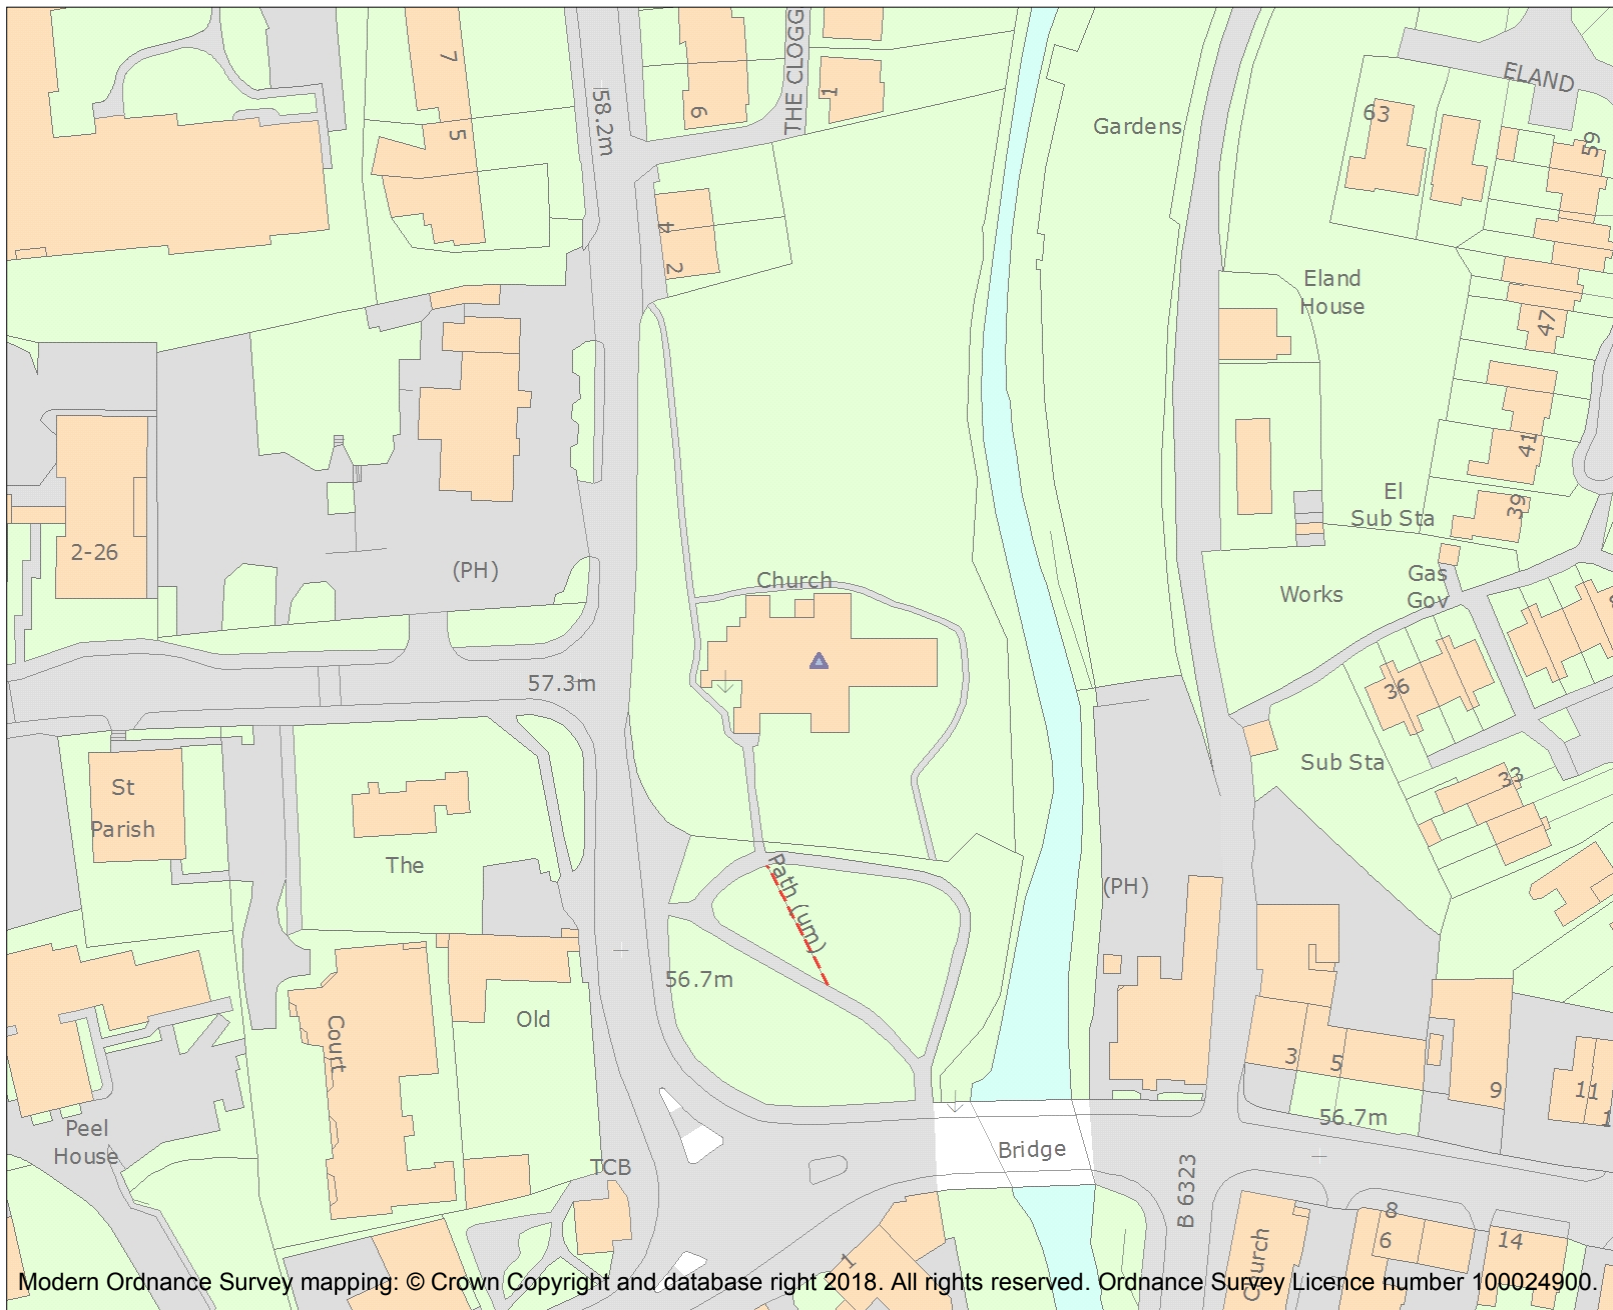 7
5
58.2m
6
THE CLOGG
1
Gardens
ELAND
63
59
4
2
Eland
House
47
41
39
El
Sub Sta
2-26
(PH)
Church
Works
Gas
Gov
57.3m
36
Sub Sta
33
St
Parish
The
Path (um)
(PH)
56.7m
Old
Court
3
5
9
11
1
56.7m
Peel
House
TCB
Bridge
B 6323
8
6
14
Church
1
Modern Ordnance Survey mapping: © Crown Copyright and database right 2018. All rights reserved. Ordnance Survey Licence number 100024900.